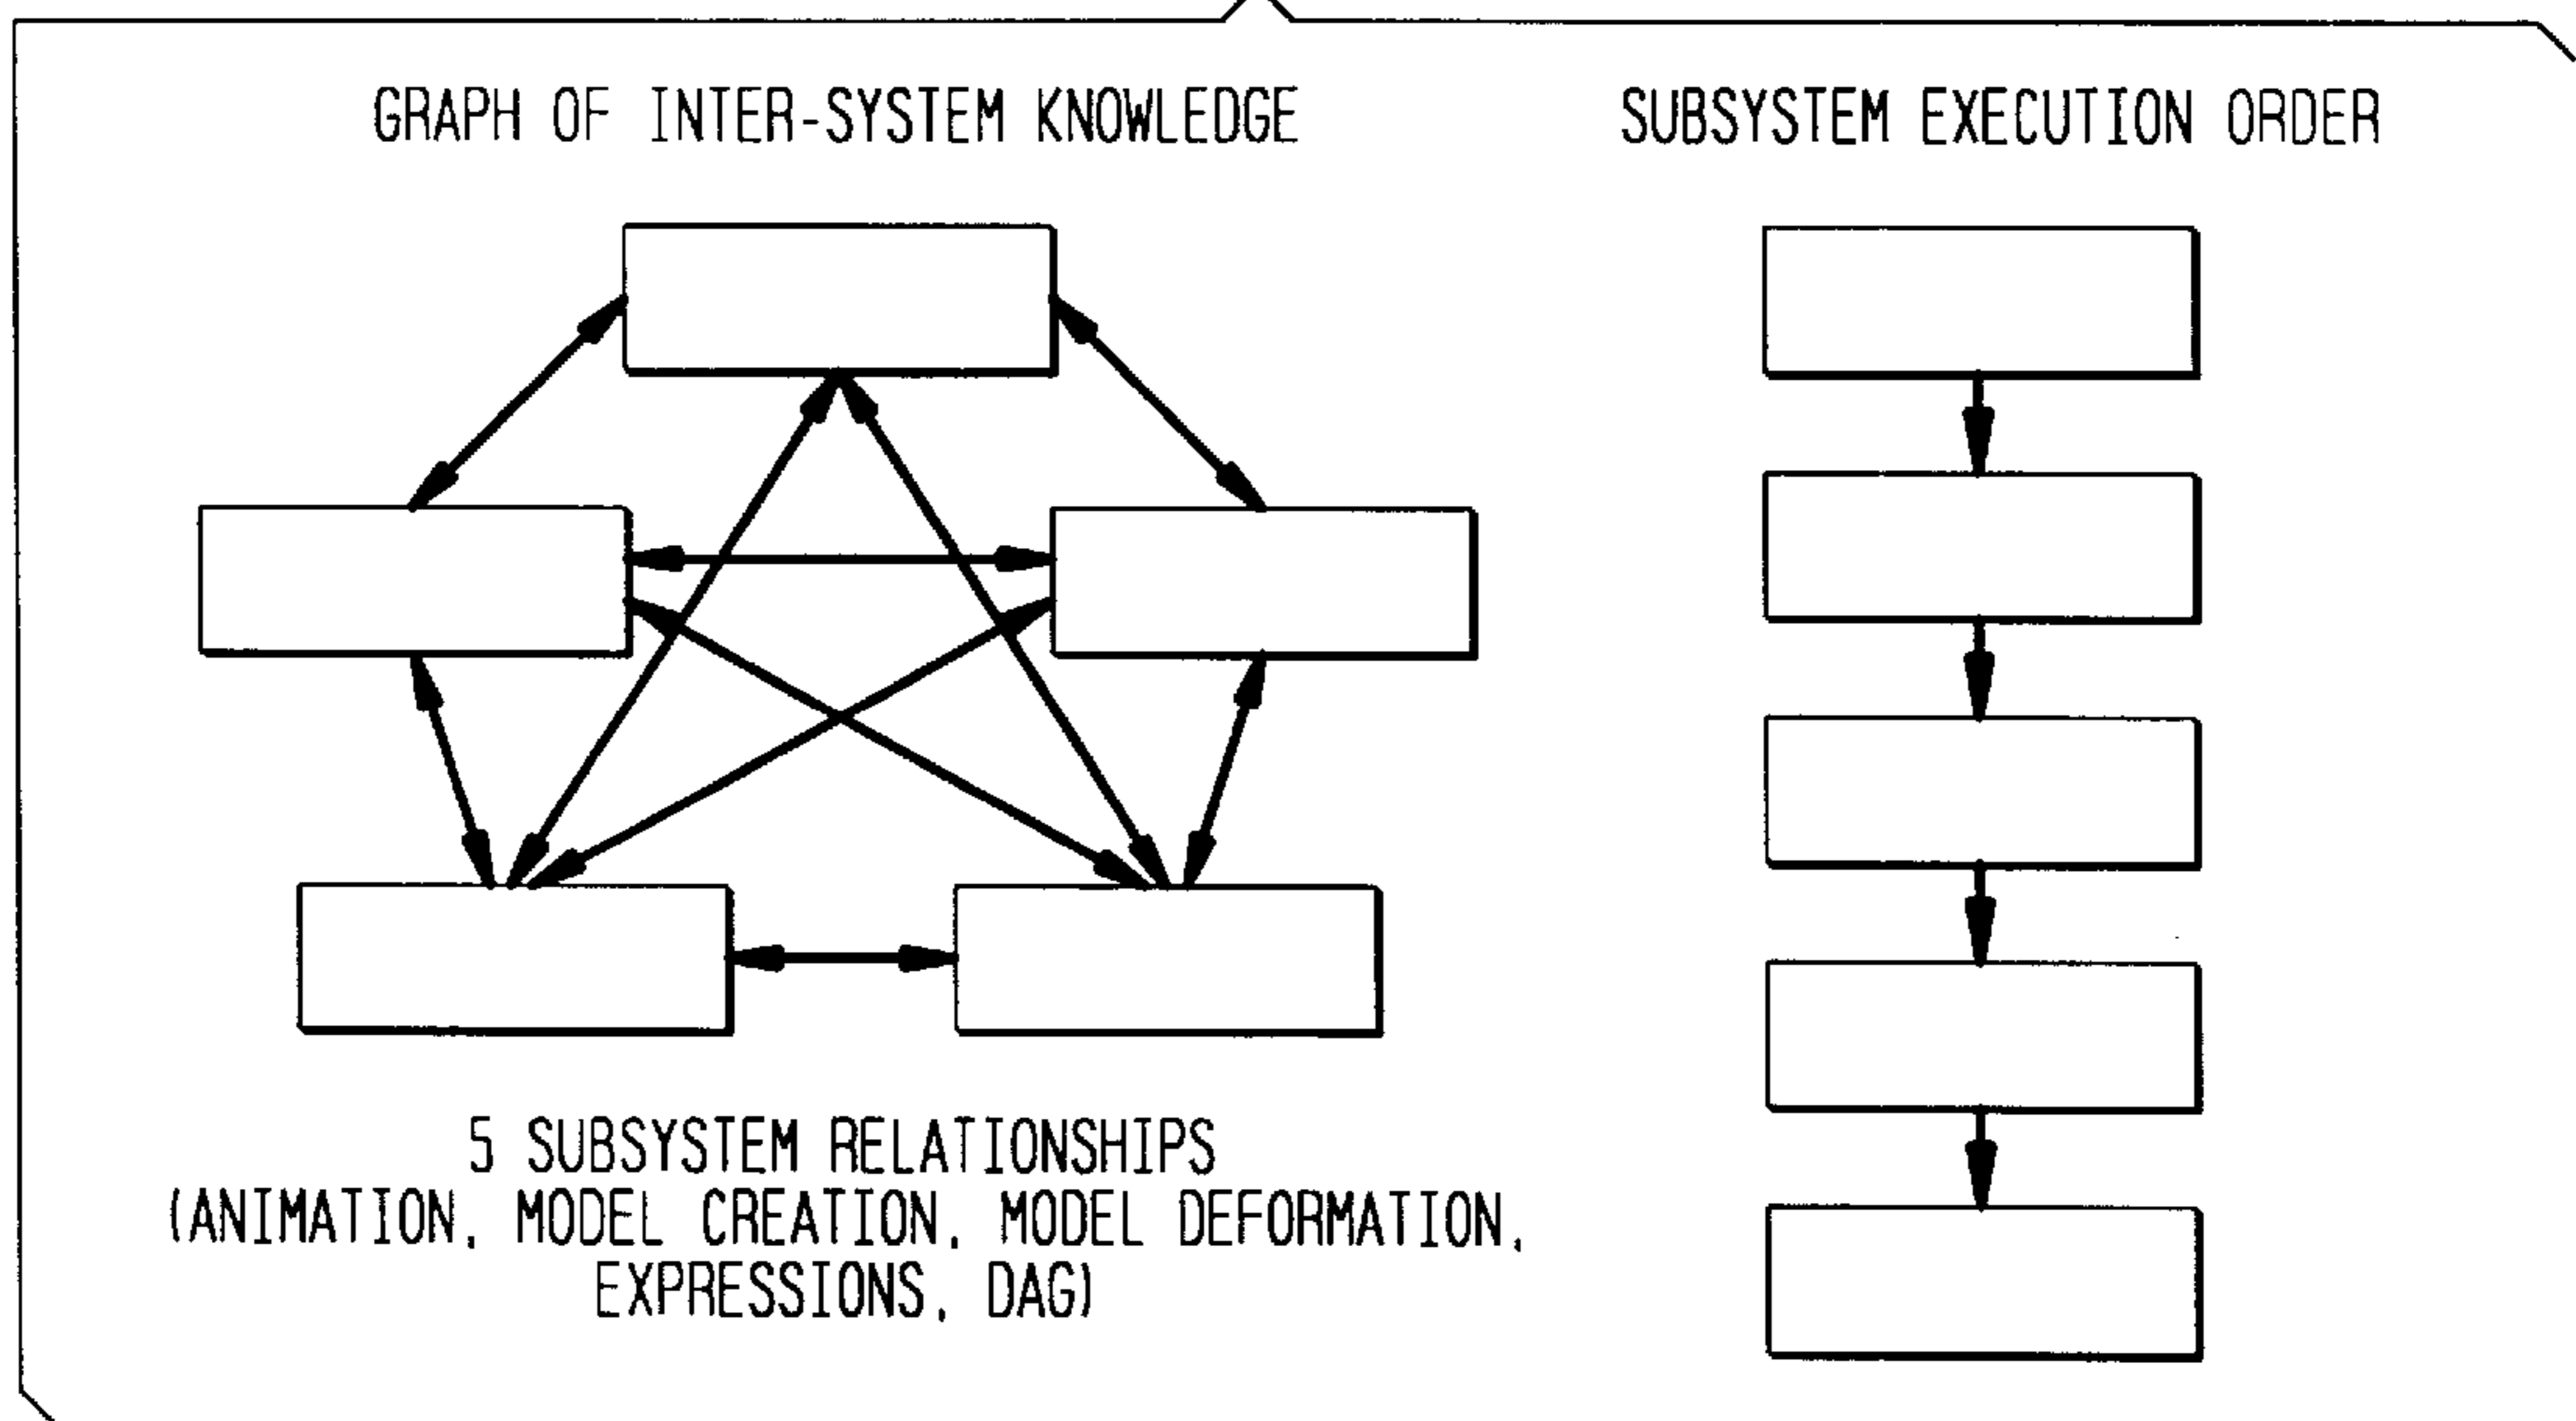 GRAPH OF INTER-SYSTEM KNOWLEDGE
SUBSYSTEM EXECUTION ORDER
5 SUBSYSTEM RELATIONSHIPS
(ANIMATION, MODEL CREATION, MODEL DEFORMATION,
EXPRESSIONS, DAG)